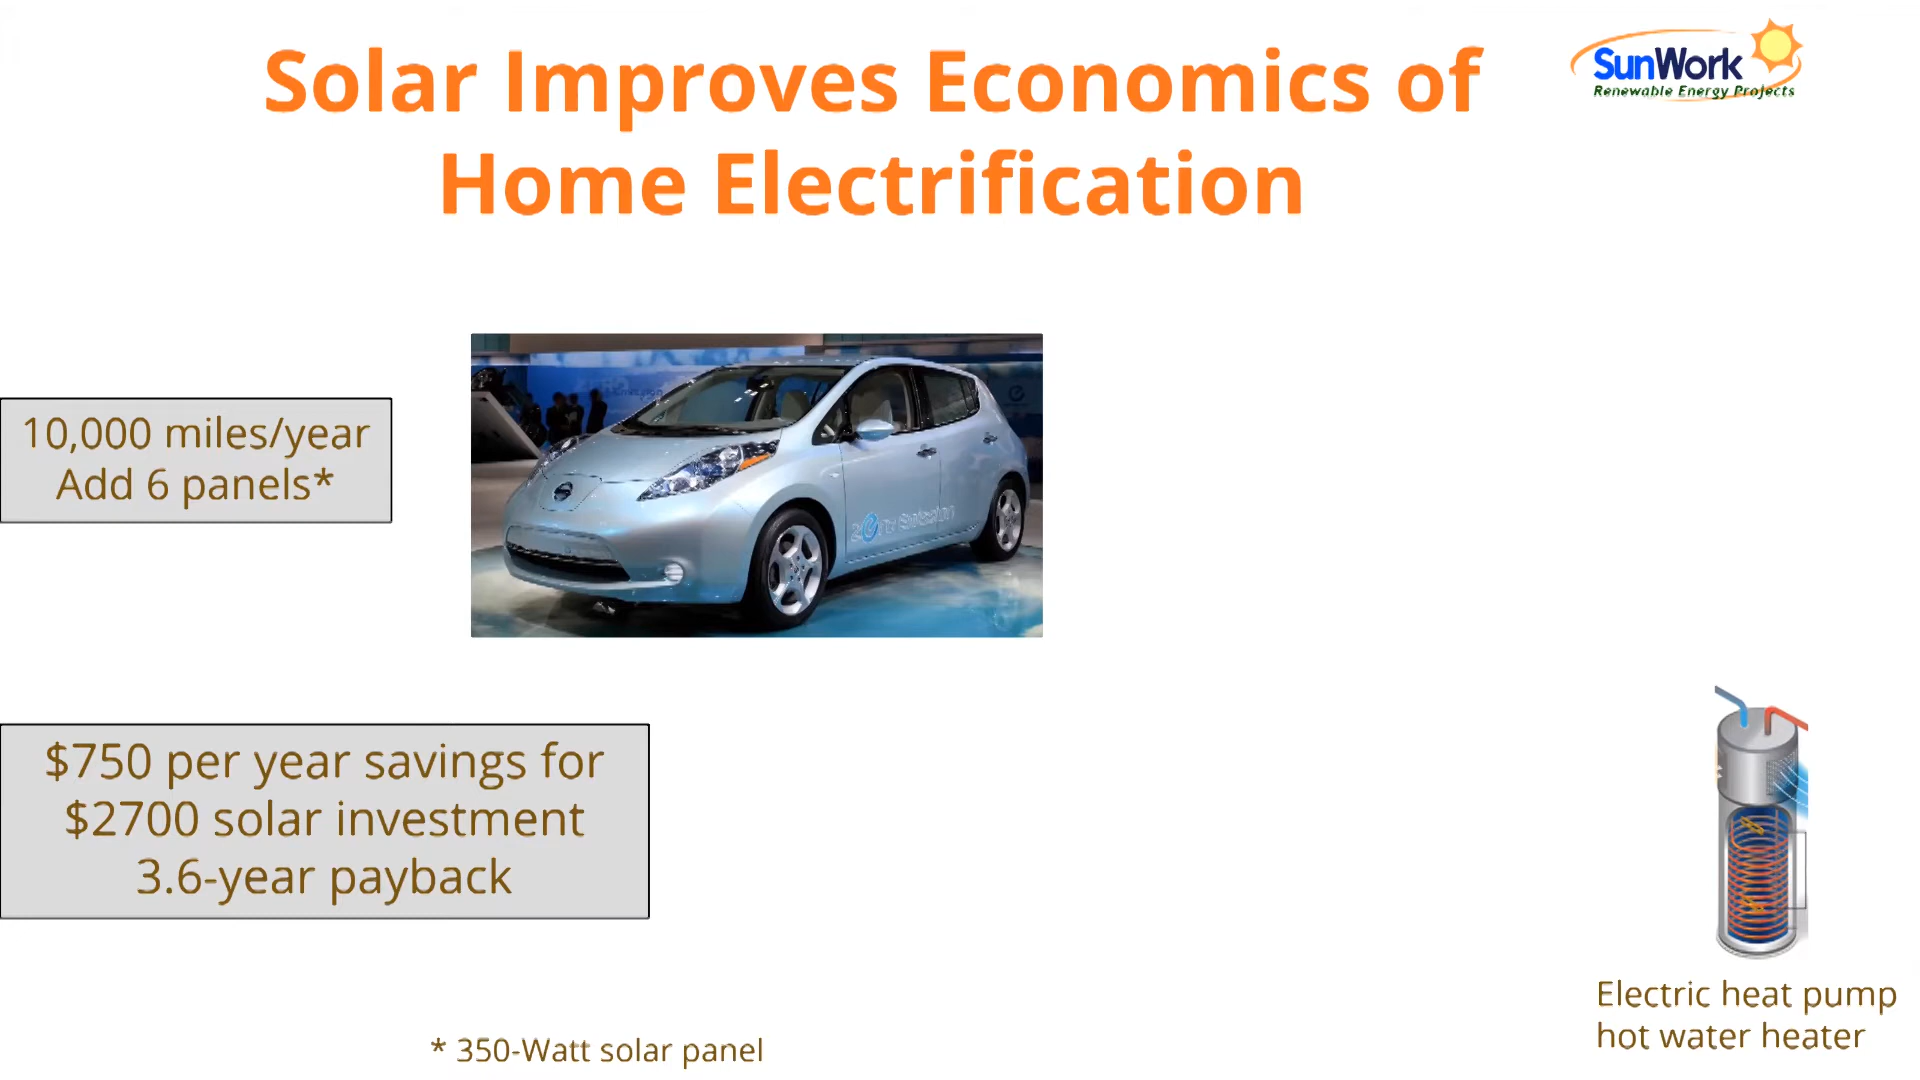 Solar Improves Economics of
Home Electrification
SunWork
Renewable Energy Projects
10,000 miles/year
Add 6 panels*
zero Emission
$750 per year savings for
$2700 solar investment
3.6-year payback
Electric heat pump
hot water heater
* 350-Watt solar panel